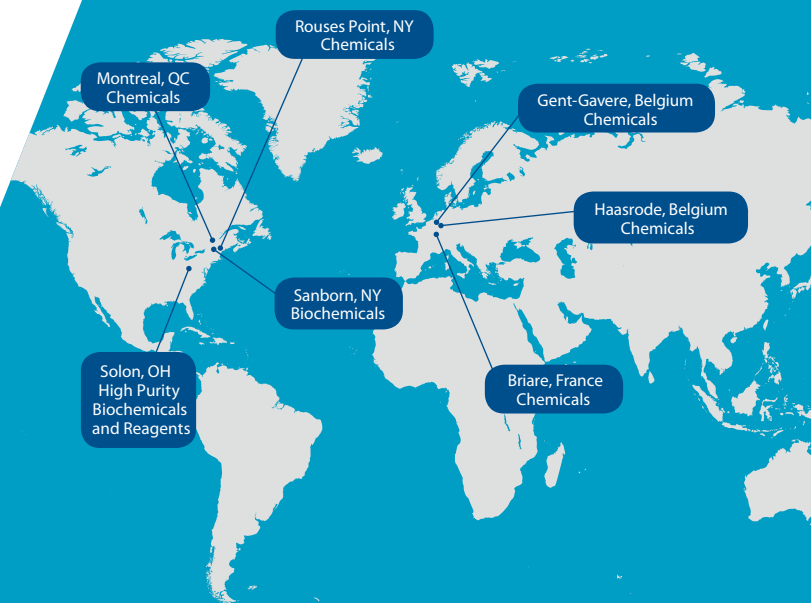 Rouses Point, NY
Chemicals
Montreal, QC
Chemicals
Gent-Gavere, Belgium
Chemicals
Haasrode, Belgium
Chemicals
Sanborn, NY
Biochemicals
Solon, OH
High Purity
Biochemicals
and Reagents
Briare, France
Chemicals